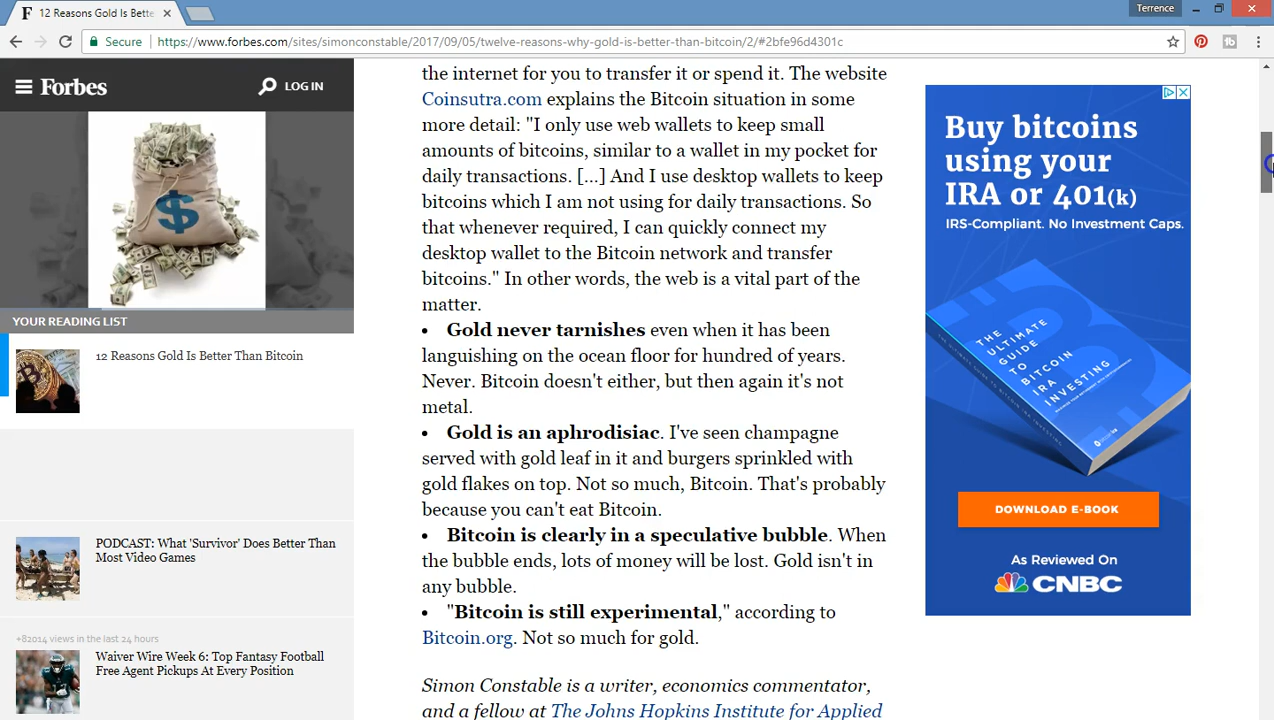 12 Reasons Gold Is Bette
Terrence
Secure
https://www.forbes.com/sites/simonconstable/2017/09/05/twelve-reasons-why-gold-is-better-than-bitcoin/2/#2bfe96d4301c
Forbes
LOG IN
$
YOUR READING LIST
12 Reasons Gold Is Better Than Bitcoin
PODCAST: What 'Survivor' Does Better Than
Most Video Games
+82014 views in the last 24 hours
Waiver Wire Week 6: Top Fantasy Football
Free Agent Pickups At Every Position
the internet for you to transfer it or spend it. The website
Coinsutra.com explains the Bitcoin situation in some
more detail: "I only use web wallets to keep small
amounts of bitcoins, similar to a wallet in my pocket for
daily transactions. […] And I use desktop wallets to keep
bitcoins which I am not using for daily transactions. So
that whenever required, I can quickly connect my
desktop wallet to the Bitcoin network and transfer
bitcoins." In other words, the web is a vital part of the
matter.
• Gold never tarnishes even when it has been
languishing on the ocean floor for hundred of years.
Never. Bitcoin doesn't either, but then again it's not
metal.
• Gold is an aphrodisiac. I've seen champagne
served with gold leaf in it and burgers sprinkled with
gold flakes on top. Not so much, Bitcoin. That's probably
because you can't eat Bitcoin.
• Bitcoin is clearly in a speculative bubble. When
the bubble ends, lots of money will be lost. Gold isn't in
any bubble.
• "Bitcoin is still experimental," according to
Bitcoin.org. Not so much for gold.
Simon Constable is a writer, economics commentator,
and a fellow at The Johns Hopkins Institute for Applied
Buy bitcoins
using your
IRA or 401(k)
IRS-Compliant. No Investment Caps.
THE
ULTIMATE
GUIDE
TO
BITCOIN
IRA
INVESTING
DOWNLOAD E-BOOK
As Reviewed On
CNBC